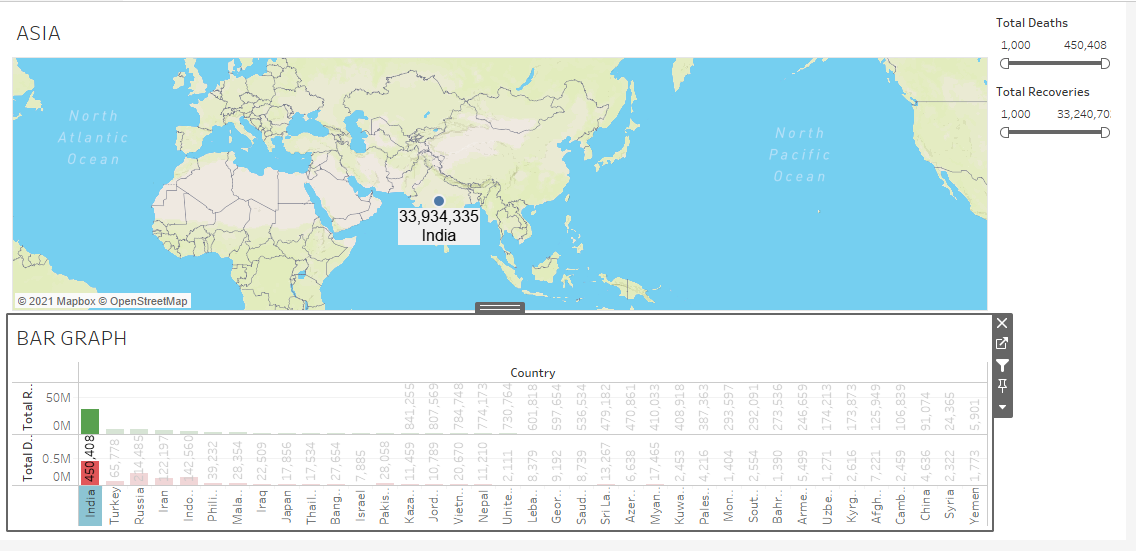 ASIA
Total Deaths
1,000 450,408
Total Recoveries
1,000 33,240,70
North
Atlantic
Ocean
North
Pacific
Ocean
33,934,335
India
© 2021 Mapbox © OpenStreetMap
BAR GRAPH
Country
Total R..
50M
0M
841,255 807,569 784,748 774,173 730,764 601,818 597,654 536,534 479,182 470,861 410,033 408,918 387,363 293,597 292,091 273,536 246,659 174,213 173,873 125,949 106,839 91,074 24,365 5,901
Total D..
0.5M
0M
450,408 65,778 214,485 122,197 142,560 39,232 28,354 22,509 17,856 17,534 27,654 7,885 28,058 11,459 10,789 20,670 11,210 2,111 8,379 9,192 8,739 13,267 6,638 17,465 2,453 4,216 1,404 2,554 1,390 5,499 1,271 2,616 7,221 2,459 4,636 2,322 1,773
India Turkey Russia Iran Indo.. Phili.. Mala.. Iraq Japan Thail.. Bang.. Israel Pakis.. Kaza.. Jord.. Vietn.. Nepal Unite.. Leba.. Geor.. Saud.. Sri La.. Azer.. Myan.. Kuwa.. Pales.. Mon.. Sout.. Bahr.. Arme.. Uzbe.. Kyrg.. Afgh.. Camb.. China Syria Yemen